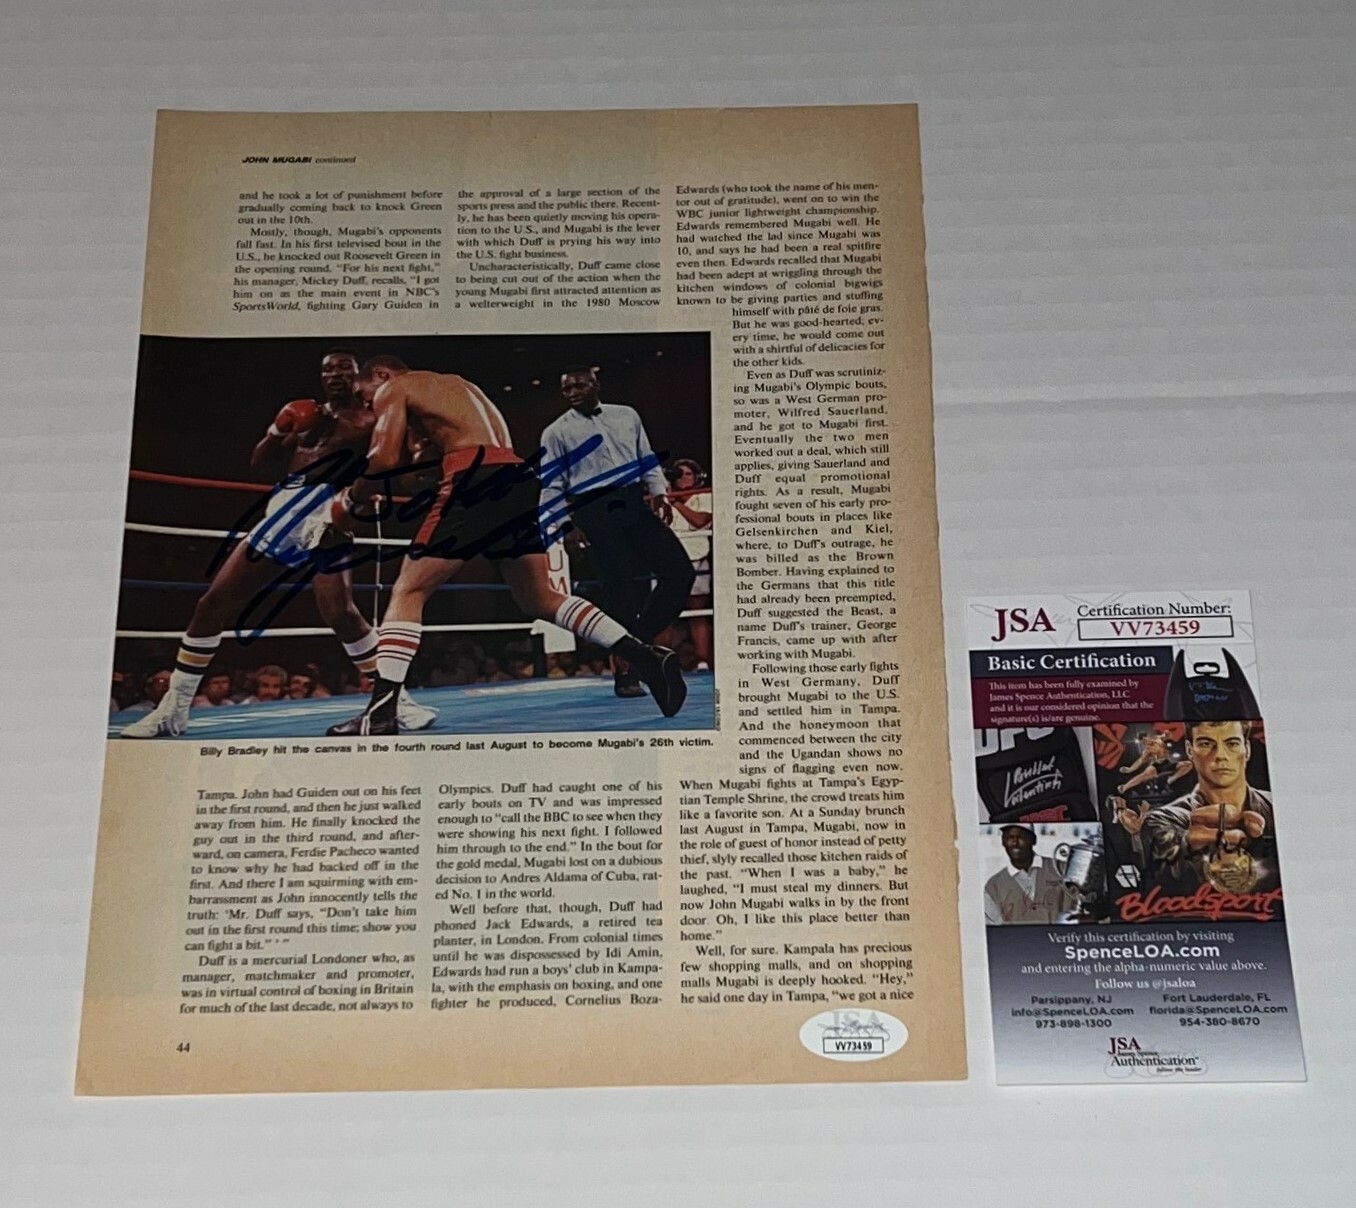 JOHN MUGABI continued
and he took a lot of punishment before
gradually coming back to knock Green
out in the 10th.
Mostly, though, Mugabi's opponents
fall fast. In his first televised bout in the
U.S., he knocked out Roosevelt Green in
the opening round. "For his next fight,"
his manager, Mickey Duff, recalls, "I got
him on as the main event in NBC's
SportsWorld, fighting Gary Guiden in
Tampa. John had Guiden out on his feet
in the first round, and then he just walked
away from him. He finally knocked the
guy out in the third round, and after-
ward, on camera, Ferdie Pacheco wanted
to know why he had backed off in the
first. And there I am squirming with em-
barrassment as John innocently tells the
truth: 'Mr. Duff says, "Don't take him
out in the first round this time; show you
can fight a bit." ' "
Duff is a mercurial Londoner who, as
manager, matchmaker and promoter,
was in virtual control of boxing in Britain
for much of the last decade, not always to
the approval of a large section of the
sports press and the public there. Recent-
ly, he has been quietly moving his opera-
tion to the U.S., and Mugabi is the lever
with which Duff is prying his way into
the U.S. fight business.
Uncharacteristically, Duff came close
to being cut out of the action when the
young Mugabi first attracted attention as
a welterweight in the 1980 Moscow
Olympics. Duff had caught one of his
early bouts on TV and was impressed
enough to "call the BBC to see when they
were showing his next fight. I followed
him through to the end." In the bout for
the gold medal, Mugabi lost on a dubious
decision to Andres Aldama of Cuba, rat-
ed No. 1 in the world.
Well before that, though, Duff had
phoned Jack Edwards, a retired tea
planter, in London. From colonial times
until he was dispossessed by Idi Amin,
Edwards had run a boys' club in Kampa-
la, with the emphasis on boxing, and one
fighter he produced, Cornelius Boza-
Edwards (who took the name of his men-
tor out of gratitude), went on to win the
WBC junior lightweight championship.
Edwards remembered Mugabi well. He
had watched the lad since Mugabi was
10, and says he had been a real spitfire
even then. Edwards recalled that Mugabi
had been adept at wriggling through the
kitchen windows of colonial bigwigs
known to be giving parties and stuffing
himself with pâté de foie gras.
But he was good-hearted; ev-
ery time, he would come out
with a shirtful of delicacies for
the other kids.
Even as Duff was scrutiniz-
ing Mugabi's Olympic bouts,
so was a West German pro-
moter, Wilfred Sauerland,
and he got to Mugabi first.
Eventually the two men
worked out a deal, which still
applies, giving Sauerland and
Duff equal promotional
rights. As a result, Mugabi
fought seven of his early pro-
fessional bouts in places like
Gelsenkirchen and Kiel,
where, to Duff's outrage, he
was billed as the Brown
Bomber. Having explained to
the Germans that this title
had already been preempted,
Duff suggested the Beast, a
name Duff's trainer, George
Francis, came up with after
working with Mugabi.
Following those early fights
in West Germany, Duff
brought Mugabi to the U.S.
and settled him in Tampa.
And the honeymoon that
commenced between the city
and the Ugandan shows no
signs of flagging even now.
When Mugabi fights at Tampa's Egyp-
tian Temple Shrine, the crowd treats him
like a favorite son. At a Sunday brunch
last August in Tampa, Mugabi, now in
the role of guest of honor instead of petty
thief, slyly recalled those kitchen raids of
the past. "When I was a baby," he
laughed, "I must steal my dinners. But
now John Mugabi walks in by the front
door. Oh, I like this place better than
home."
Well, for sure. Kampala has precious
few shopping malls, and on shopping
malls Mugabi is deeply hooked. "Hey,"
he said one day in Tampa, "we got a nice
Billy Bradley hit the canvas in the fourth round last August to become Mugabi's 26th victim.
44
JSA
VV73459
JSA
Certification Number:
VV73459
Basic Certification
This item has been fully examined by
James Spence Authentication, LLC
and it is our considered opinion that the
signature(s) is/are genuine.
UFC
Bloodsport
Verify this certification by visiting
SpenceLOA.com
and entering the alpha-numeric value above.
Follow us @jsaloa
Parsippany, NJ
info@SpenceLOA.com
973-898-1300
Fort Lauderdale, FL
florida@SpenceLOA.com
954-380-8670
JSA
James Spence
Authentication